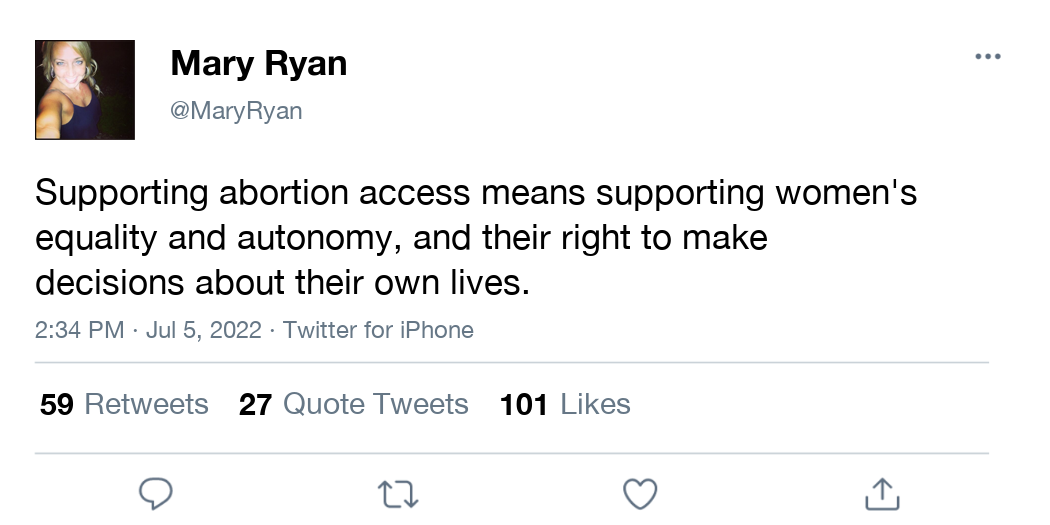 Mary Ryan
@MaryRyan
Supporting abortion access means supporting women's
equality and autonomy, and their right to make
decisions about their own lives.
2:34 PM · Jul 5, 2022 · Twitter for iPhone
59 Retweets 27 Quote Tweets 101 Likes